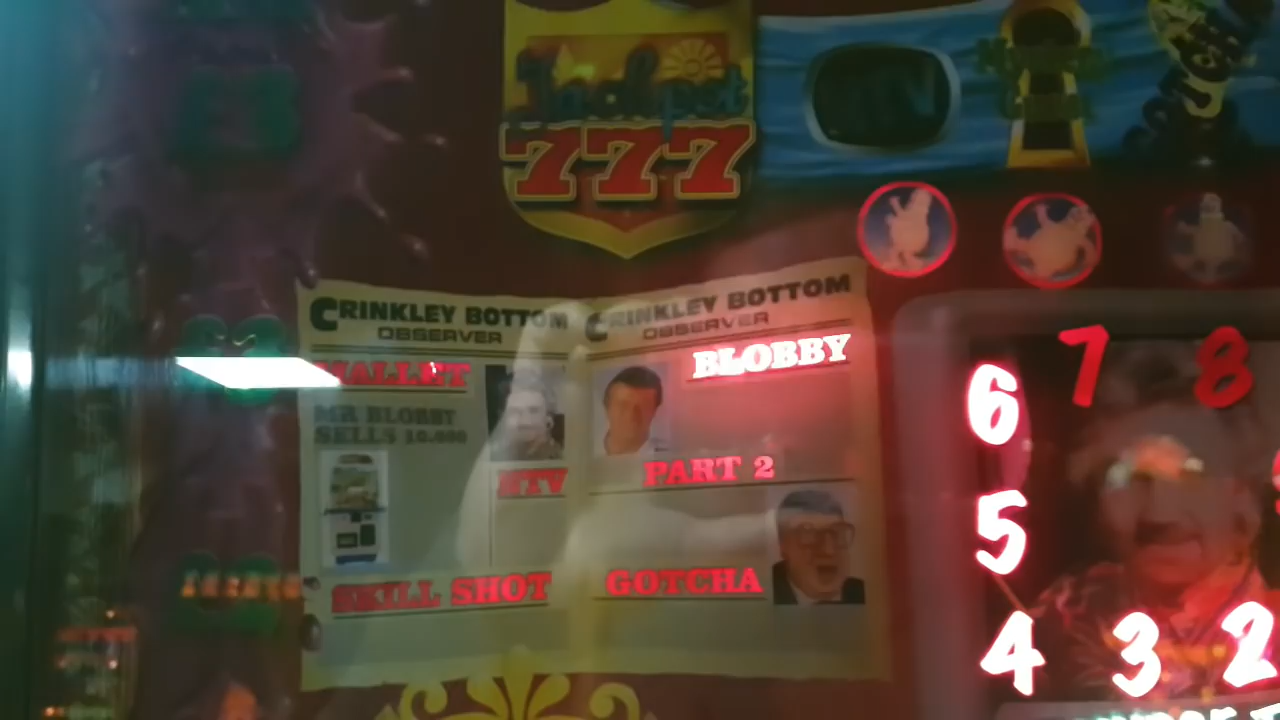 Jackpot
777
CRINKLEY BOTTOM
OBSERVER
MALLET
MR BLOBBY
SELLS 10.000
NTV
SKILL SHOT
CRINKLEY BOTTOM
OBSERVER
BLOBBY
PART 2
GOTCHA
7 8
6
5
4 3 2